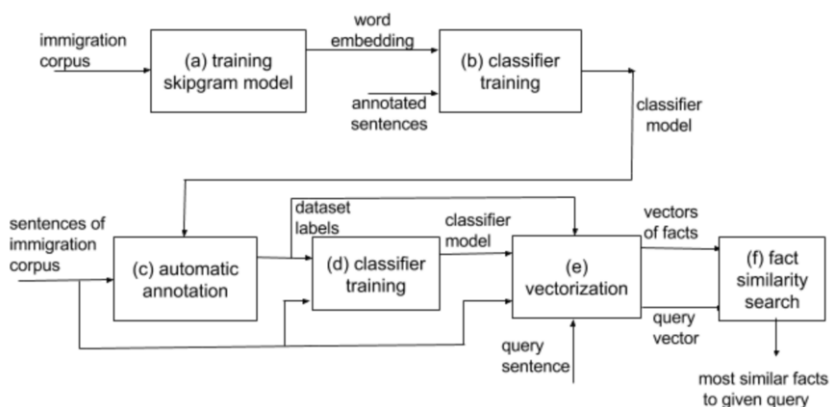 immigration
corpus
(a) training
skipgram model
word
embedding
annotated
sentences
(b) classifier
training
classifier
model
sentences of
immigration
corpus
(c) automatic
annotation
dataset
labels
(d) classifier
training
classifier
model
(e)
vectorization
query
sentence
vectors
of facts
query
vector
(f) fact
similarity
search
most similar facts
to given query